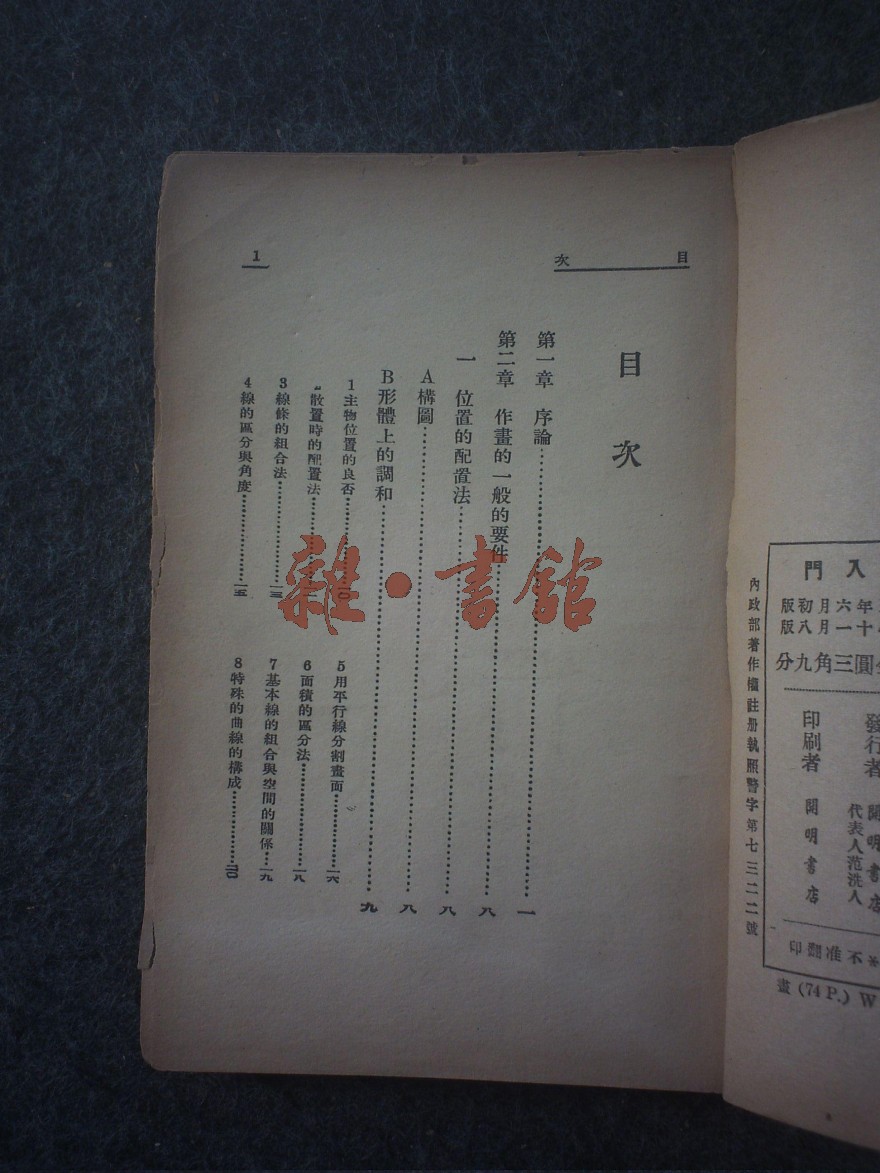 目次
1
目次
第一章 序論……一
第二章 作畫的一般的要件……八
一 位置的配置法……八
A構圖……八
B形體上的調和……九
1主物位置的良否……一〇
散置時的配置法
3線條的組合法……一三
4線的區分與角度……一五
5用平行線分割畫面……一六
6面積的區分法……一八
7基本線的組合與空間的關係……一九
8特殊的曲線的構成……二〇
雜·書館
入門
年六月初版
十一月八版
圓三角九分
發行者 開明書店
代表人范洗人
印刷者 開明書店
*不准翻印
內政部著作權註冊執照警字第七三二二號
畫(74 P.) W